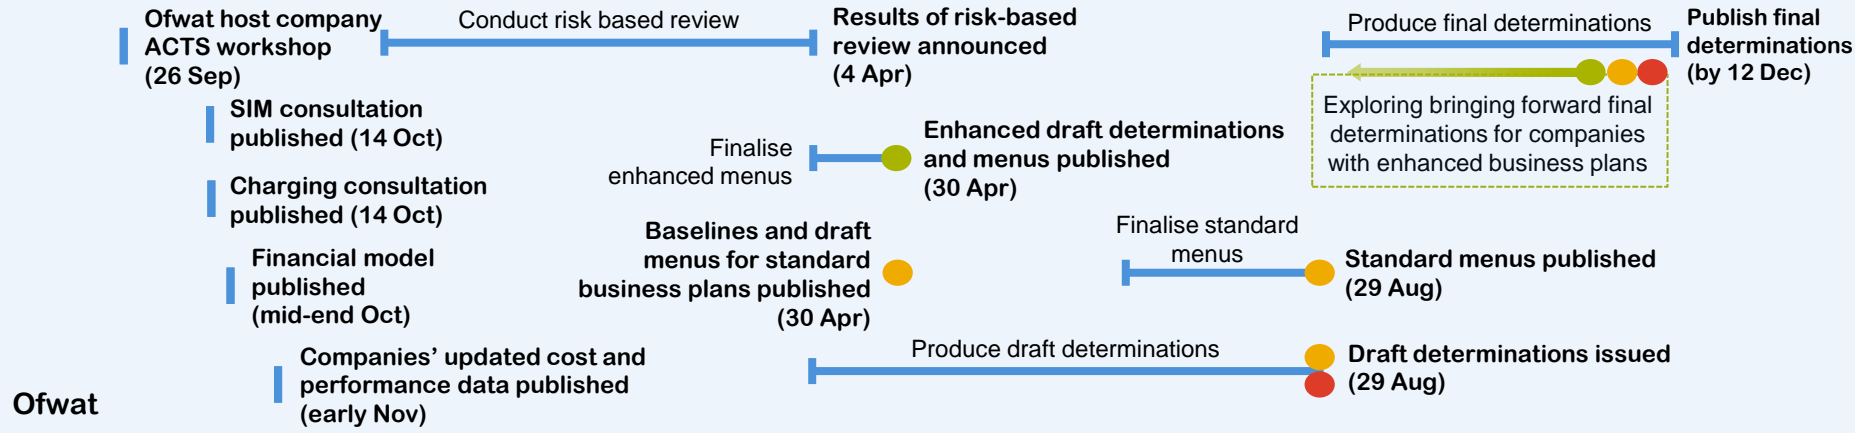 Ofwat host company
ACTS workshop
(26 Sep)
Conduct risk based review
Results of risk-based
review announced
(4 Apr)
Produce final determinations
Publish final
determinations
(by 12 Dec)
Exploring bringing forward final
determinations for companies
with enhanced business plans
SIM consultation
published (14 Oct)
Finalise
enhanced menus
Enhanced draft determinations
and menus published
(30 Apr)
Charging consultation
published (14 Oct)
Baselines and draft
menus for standard
business plans published
(30 Apr)
Finalise standard
menus
Standard menus published
(29 Aug)
Financial model
published
(mid-end Oct)
Companies’ updated cost and
performance data published
(early Nov)
Produce draft determinations
Draft determinations issued
(29 Aug)
Ofwat